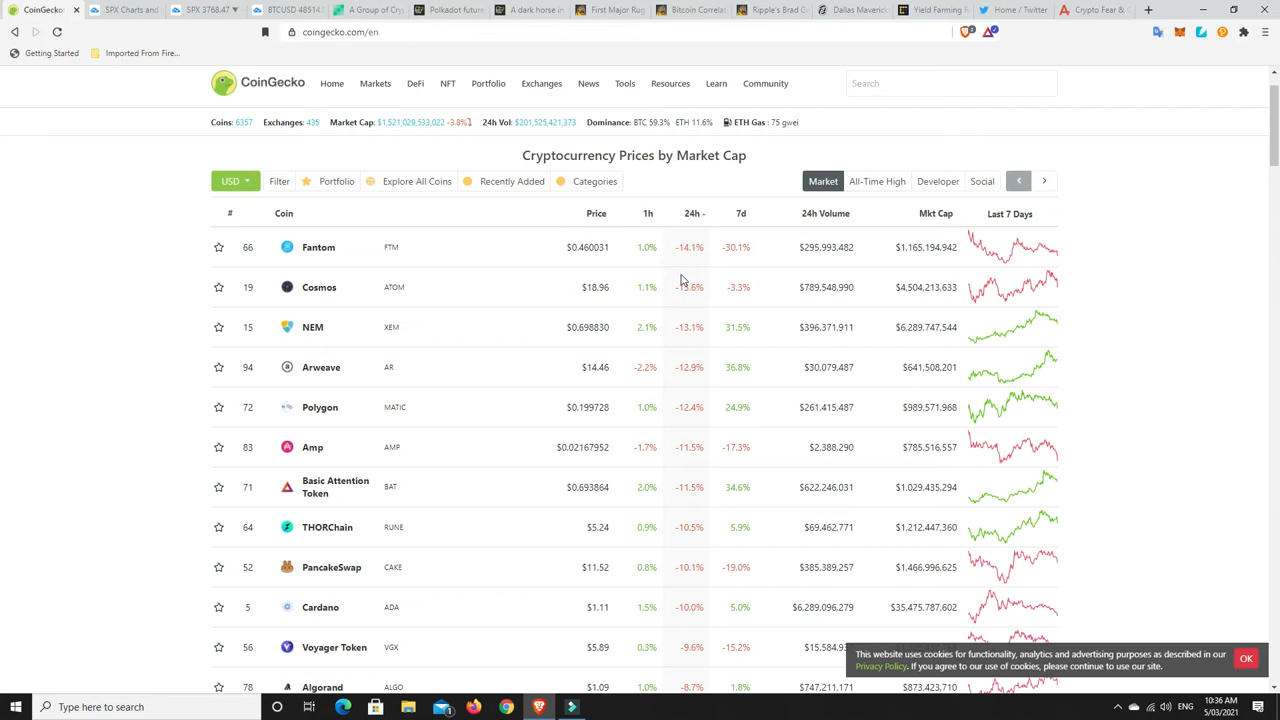 CoinGecko
SPX Charts and
SPX 3768.47
BTCUSD 48514.
A Group of Cry
Polkadot future
A dark horse in
First Major Rug
Bitcoin Correla
Ripple's Brad G
Dallas Maverick
Yield Farming R
Home / Twitter
Crypto Fear & G
coingecko.com/en
Getting Started
Imported From Fire...
CoinGecko
Home
Markets
DeFi
NFT
Portfolio
Exchanges
News
Tools
Resources
Learn
Community
Search
Coins: 6357 Exchanges: 435 Market Cap: $1,521,029,533,022 -3.8% 24h Vol: $201,525,421,373 Dominance: BTC 59.3% ETH 11.6% ETH Gas : 75 gwei
Cryptocurrency Prices by Market Cap
USD Filter Portfolio Explore All Coins Recently Added Categories Market All-Time High Developer Social
# Coin Price 1h 24h 7d 24h Volume Mkt Cap Last 7 Days
66 Fantom FTM $0.460031 1.0% -14.1% -30.1% $295,993,482 $1,165,194,942
19 Cosmos ATOM $18.96 1.1% -13.6% -3.3% $789,548,990 $4,504,213,633
15 NEM XEM $0.698830 2.1% -13.1% 31.5% $396,371,911 $6,289,747,544
94 Arweave AR $14.46 -2.2% -12.9% 36.8% $30,079,487 $641,508,201
72 Polygon MATIC $0.199728 1.0% -12.4% 24.9% $261,415,487 $989,571,968
83 Amp AMP $0.02167952 -1.7% -11.5% -17.3% $2,388,290 $785,516,557
71 Basic Attention Token BAT $0.693864 2.0% -11.5% 34.6% $622,246,031 $1,029,435,294
64 THORChain RUNE $5.24 0.9% -10.5% 5.9% $69,462,771 $1,212,447,360
52 PancakeSwap CAKE $11.52 0.8% -10.1% -19.0% $385,389,257 $1,466,996,625
5 Cardano ADA $1.11 1.5% -10.0% 5.0% $6,289,096,279 $35,475,787,602
56 Voyager Token VGX $5.89 0.3% -9.6% -15.2% $15,584,9
78 Algorand ALGO $1.09 1.0% -8.7% 1.8% $747,211,171 $873,423,710
This website uses cookies for functionality, analytics and advertising purposes as described in our
Privacy Policy. If you agree to our use of cookies, please continue to use our site.
OK
Type here to search
ENG
10:36 AM
5/03/2021